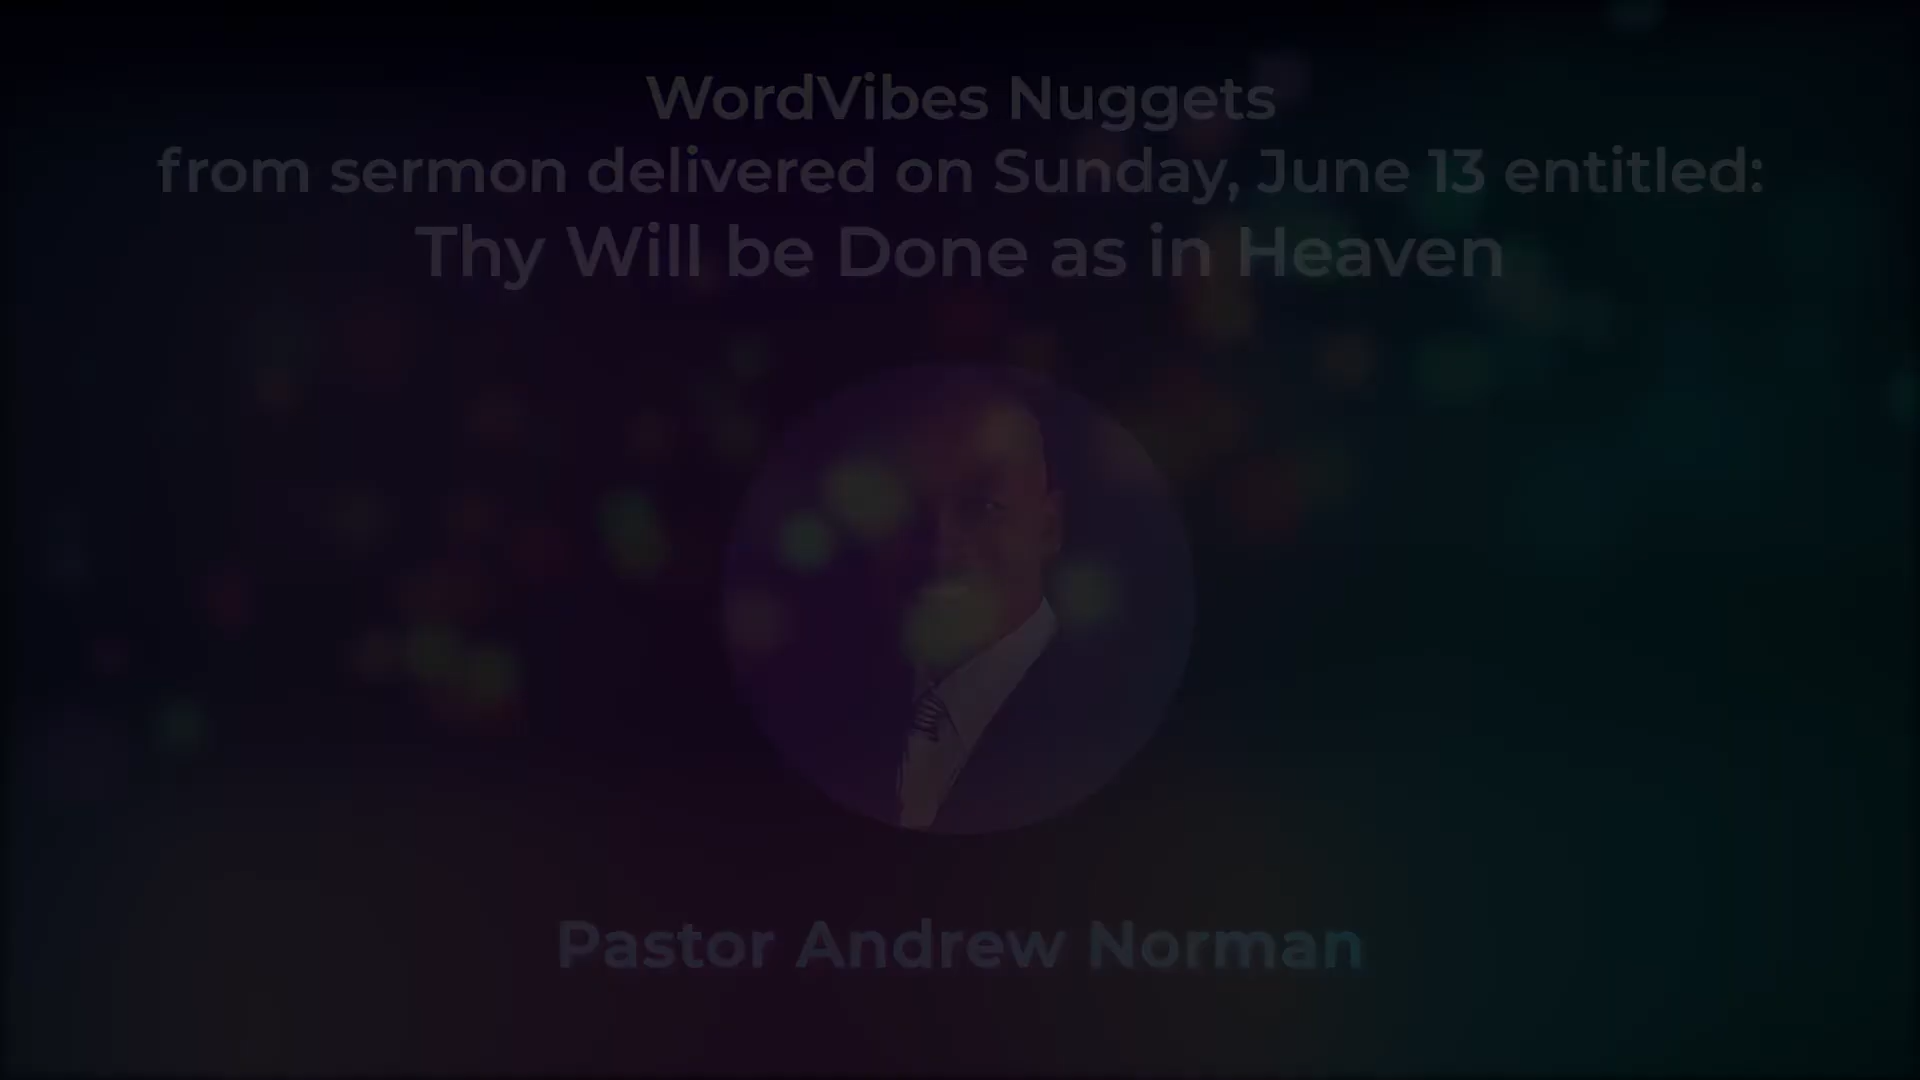 WordVibes Nuggets
from sermon delivered on Sunday, June 13 entitled:
Thy Will be Done as in Heaven
Pastor Andrew Norman